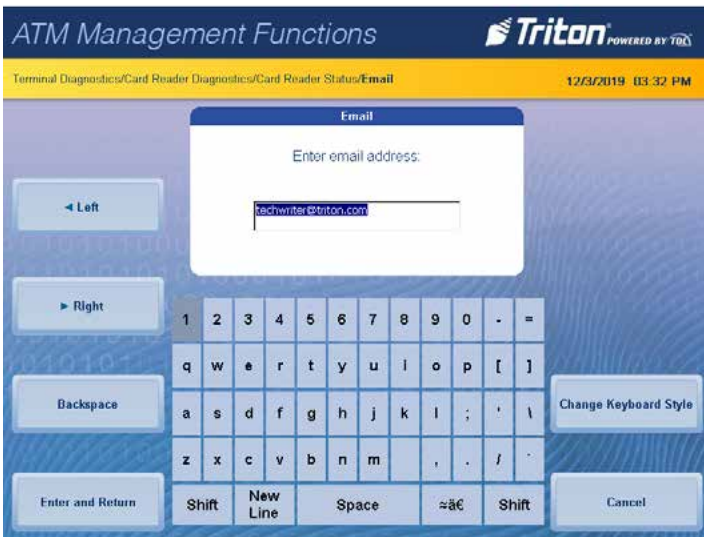 ATM Management Functions
Triton POWERED BY TDL
Terminal Diagnostics/Card Reader Diagnostics/Card Reader Status/Email
12/3/2019 03:32 PM
Email
Enter email address:
techwriter@triton.com
◄ Left
► Right
Backspace
Enter and Return
1 2 3 4 5 6 7 8 9 0 - =
q w e r t y u i o p [ ]
a s d f g h j k l ; ' \
z x c v b n m , . / `
Shift New Line Space ≈ä€ Shift
Change Keyboard Style
Cancel